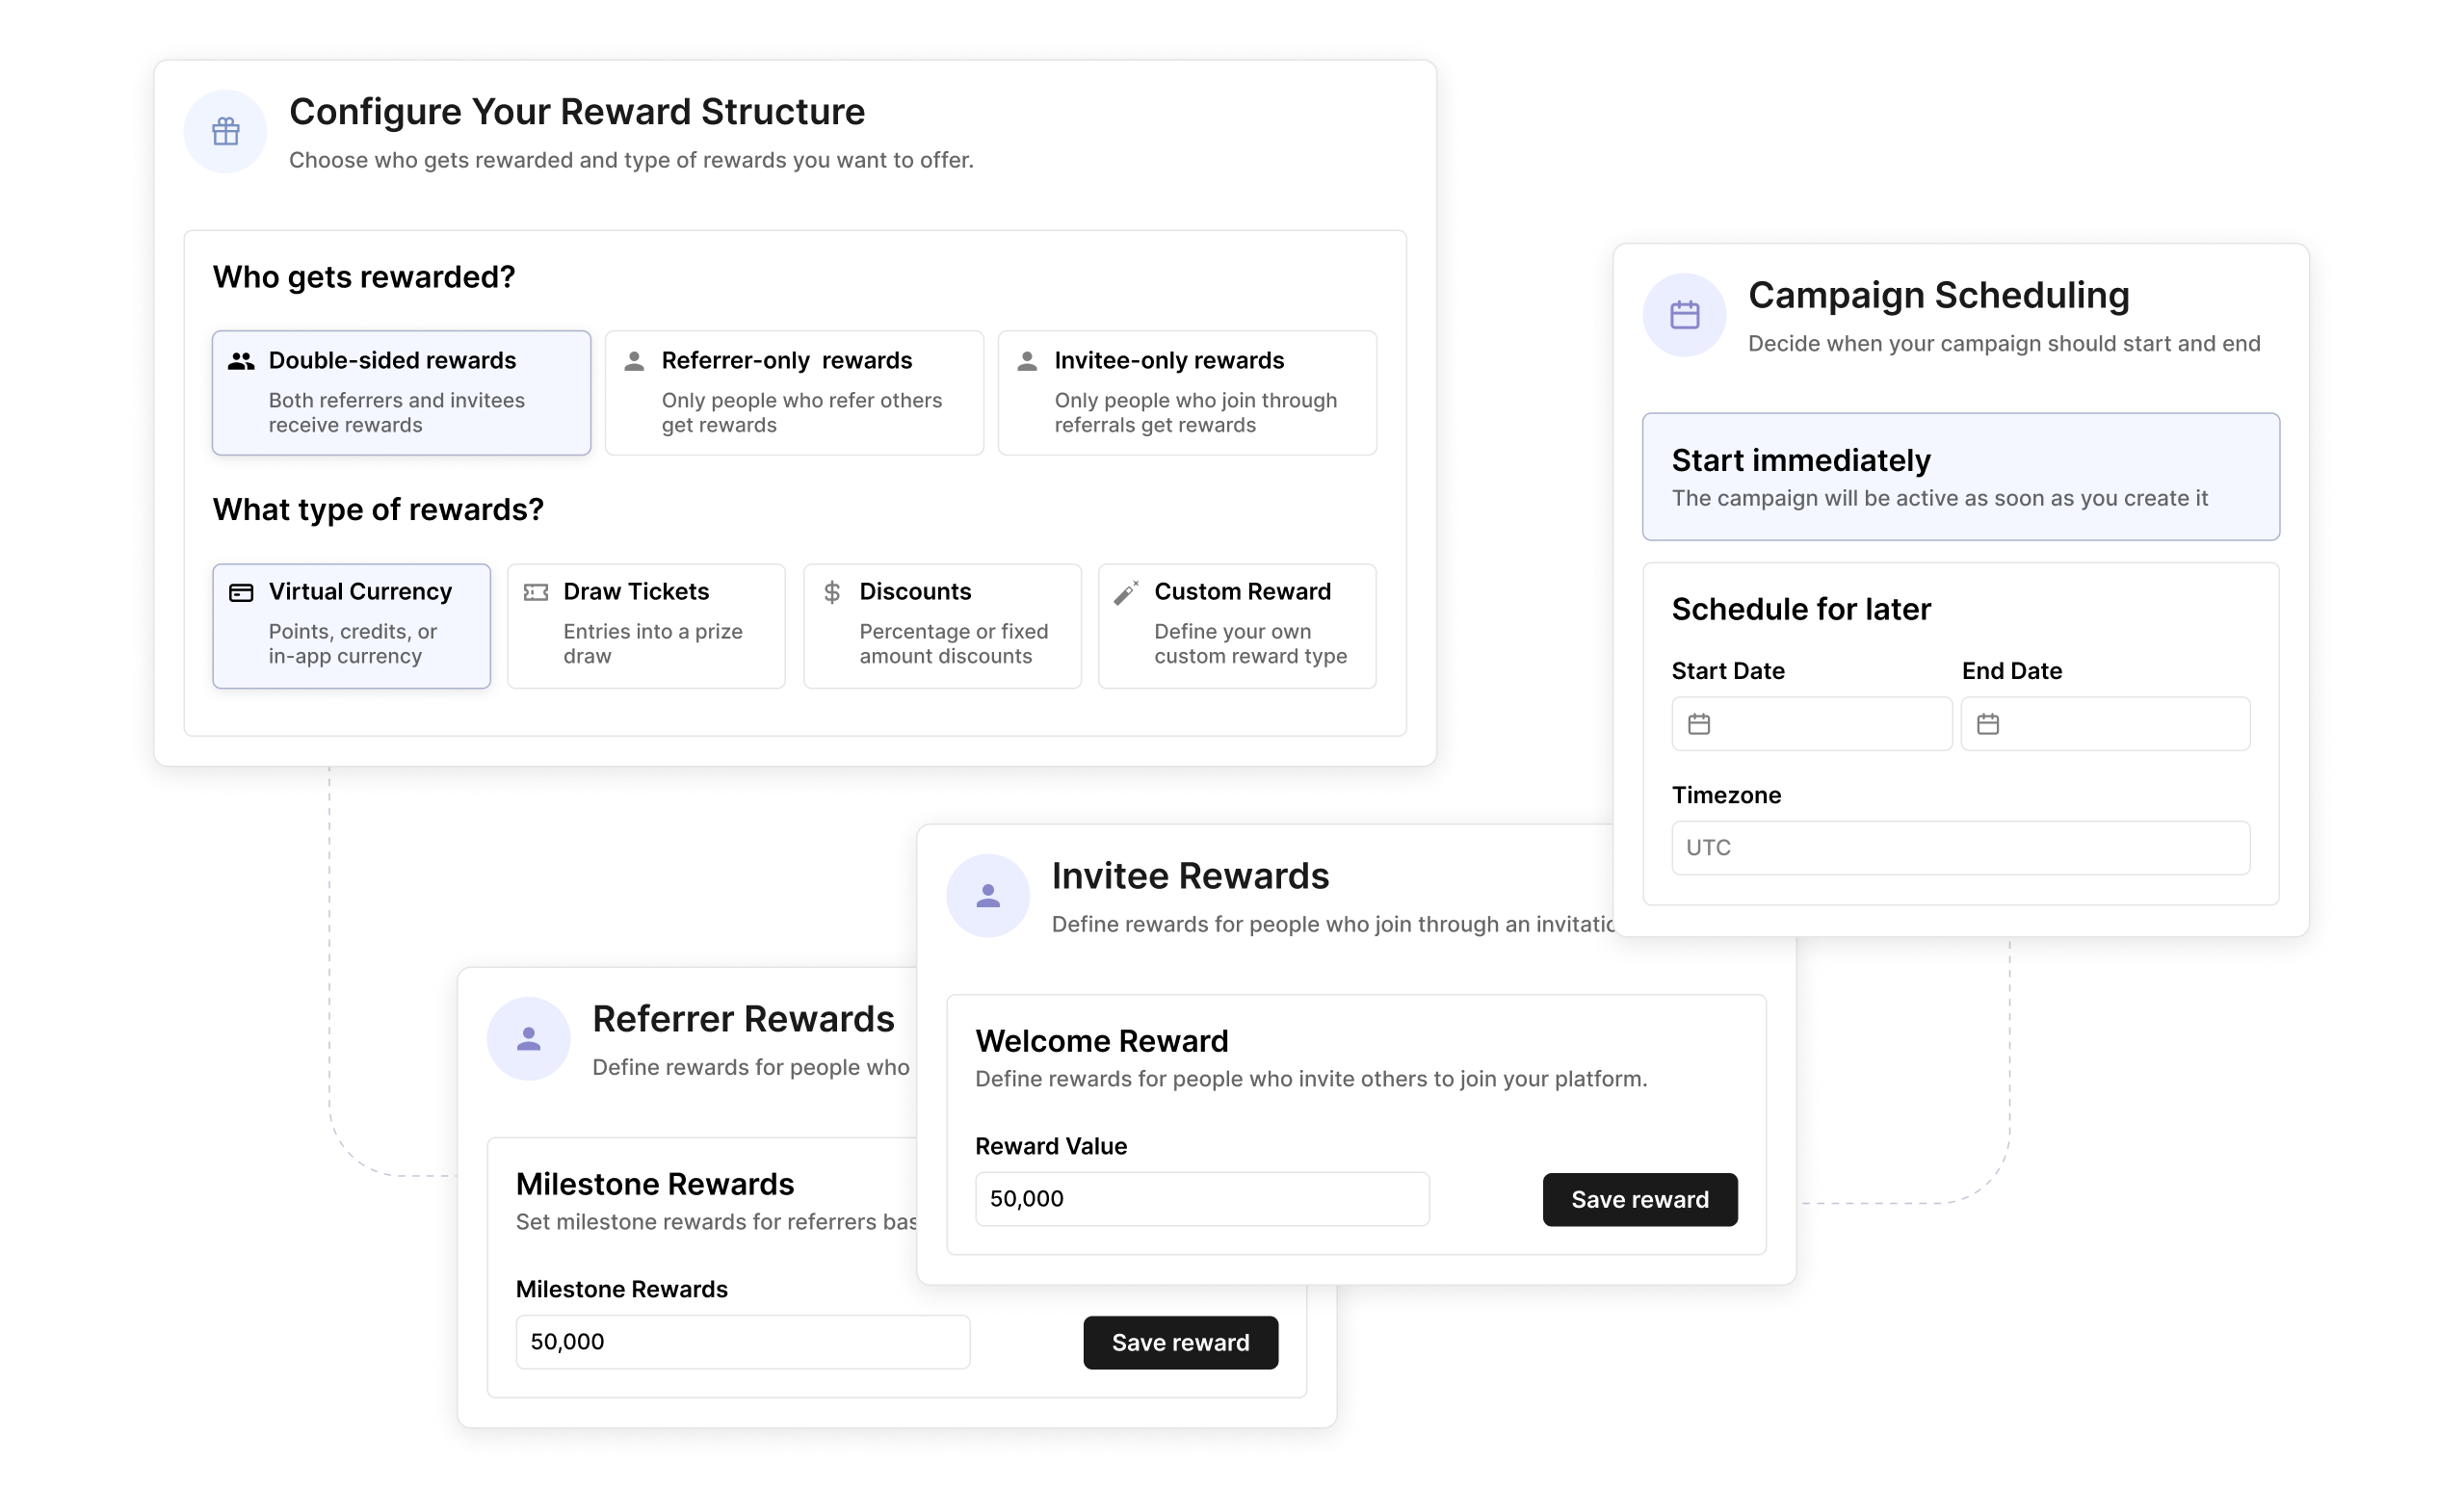 Configure Your Reward Structure
Choose who gets rewarded and type of rewards you want to offer.
Who gets rewarded?
Double-sided rewards
Both referrers and invitees
receive rewards
Referrer-only  rewards
Only people who refer others
get rewards
Invitee-only rewards
Only people who join through
referrals get rewards
What type of rewards?
Virtual Currency
Points, credits, or
in-app currency
Draw Tickets
Entries into a prize
draw
Discounts
Percentage or fixed
amount discounts
Custom Reward
Define your own
custom reward type
Campaign Scheduling
Decide when your campaign should start and end
Start immediately
The campaign will be active as soon as you create it
Schedule for later
Start Date
End Date
Timezone
UTC
Invitee Rewards
Define rewards for people who join through an
Welcome Reward
Define rewards for people who invite others to join your platform.
Reward Value
50,000
Save reward
Referrer Rewards
Define rewards for people who
Milestone Rewards
Set milestone rewards for referrers
Milestone Rewards
50,000
Save reward